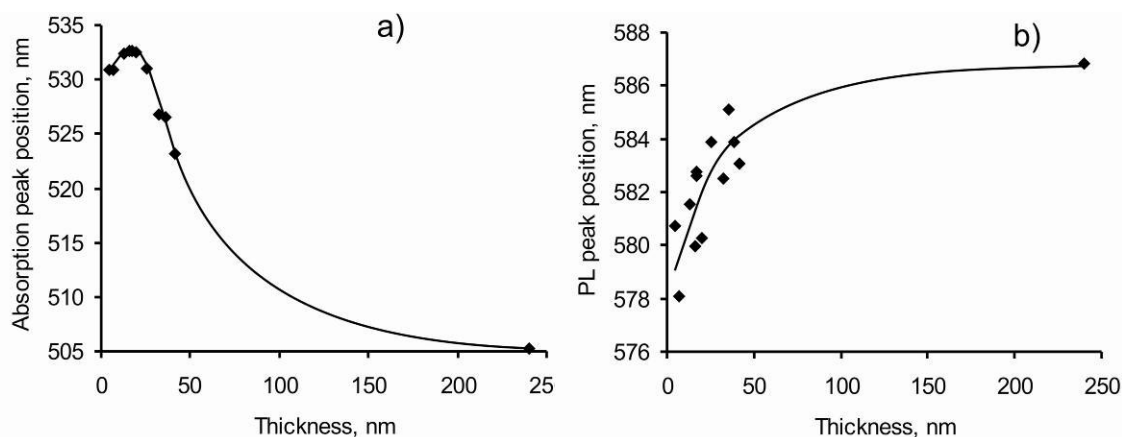 a)
Absorption peak position, nm
535
530
525
520
515
510
505
0 50 100 150 200 25
Thickness, nm
b)
PL peak position, nm
588
586
584
582
580
578
576
0 50 100 150 200 250
Thickness, nm